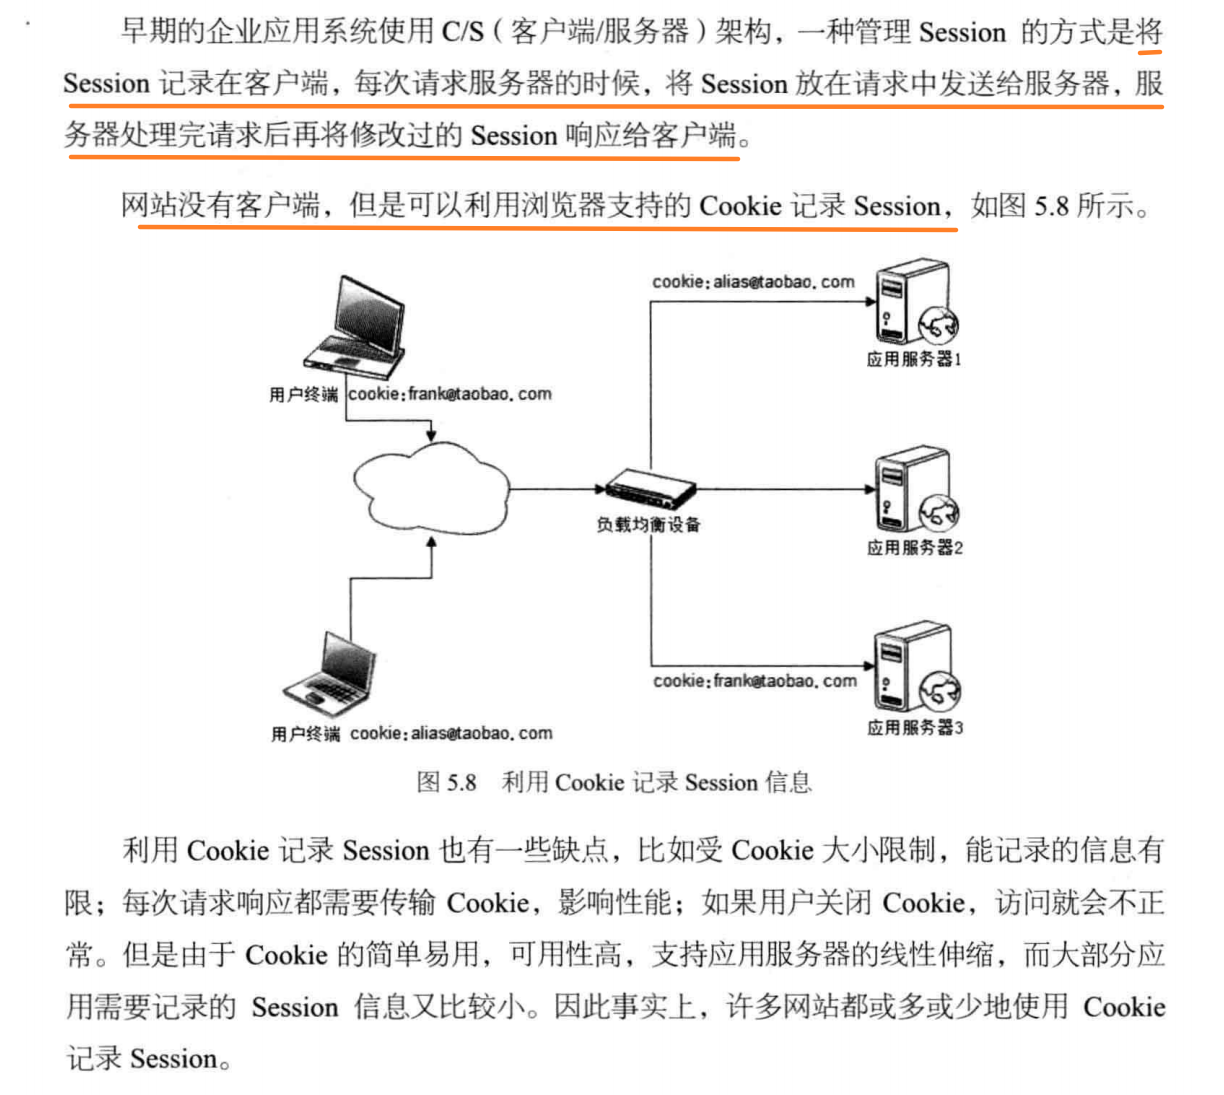 早期的企业应用系统使用 C/S（客户端/服务器）架构，一种管理 Session 的方式是将
Session 记录在客户端，每次请求服务器的时候，将 Session 放在请求中发送给服务器，服
务器处理完请求后再将修改过的 Session 响应给客户端。
网站没有客户端，但是可以利用浏览器支持的 Cookie 记录 Session，如图 5.8 所示。
cookie:alias@taobao.com
应用服务器1
用户终端 cookie:frank@taobao.com
负载均衡设备
应用服务器2
cookie:frank@taobao.com
应用服务器3
用户终端 cookie:alias@taobao.com
图 5.8 利用 Cookie 记录 Session 信息
利用 Cookie 记录 Session 也有一些缺点，比如受 Cookie 大小限制，能记录的信息有
限；每次请求响应都需要传输 Cookie，影响性能；如果用户关闭 Cookie，访问就会不正
常。但是由于 Cookie 的简单易用，可用性高，支持应用服务器的线性伸缩，而大部分应
用需要记录的 Session 信息又比较小。因此事实上，许多网站都或多或少地使用 Cookie
记录 Session。